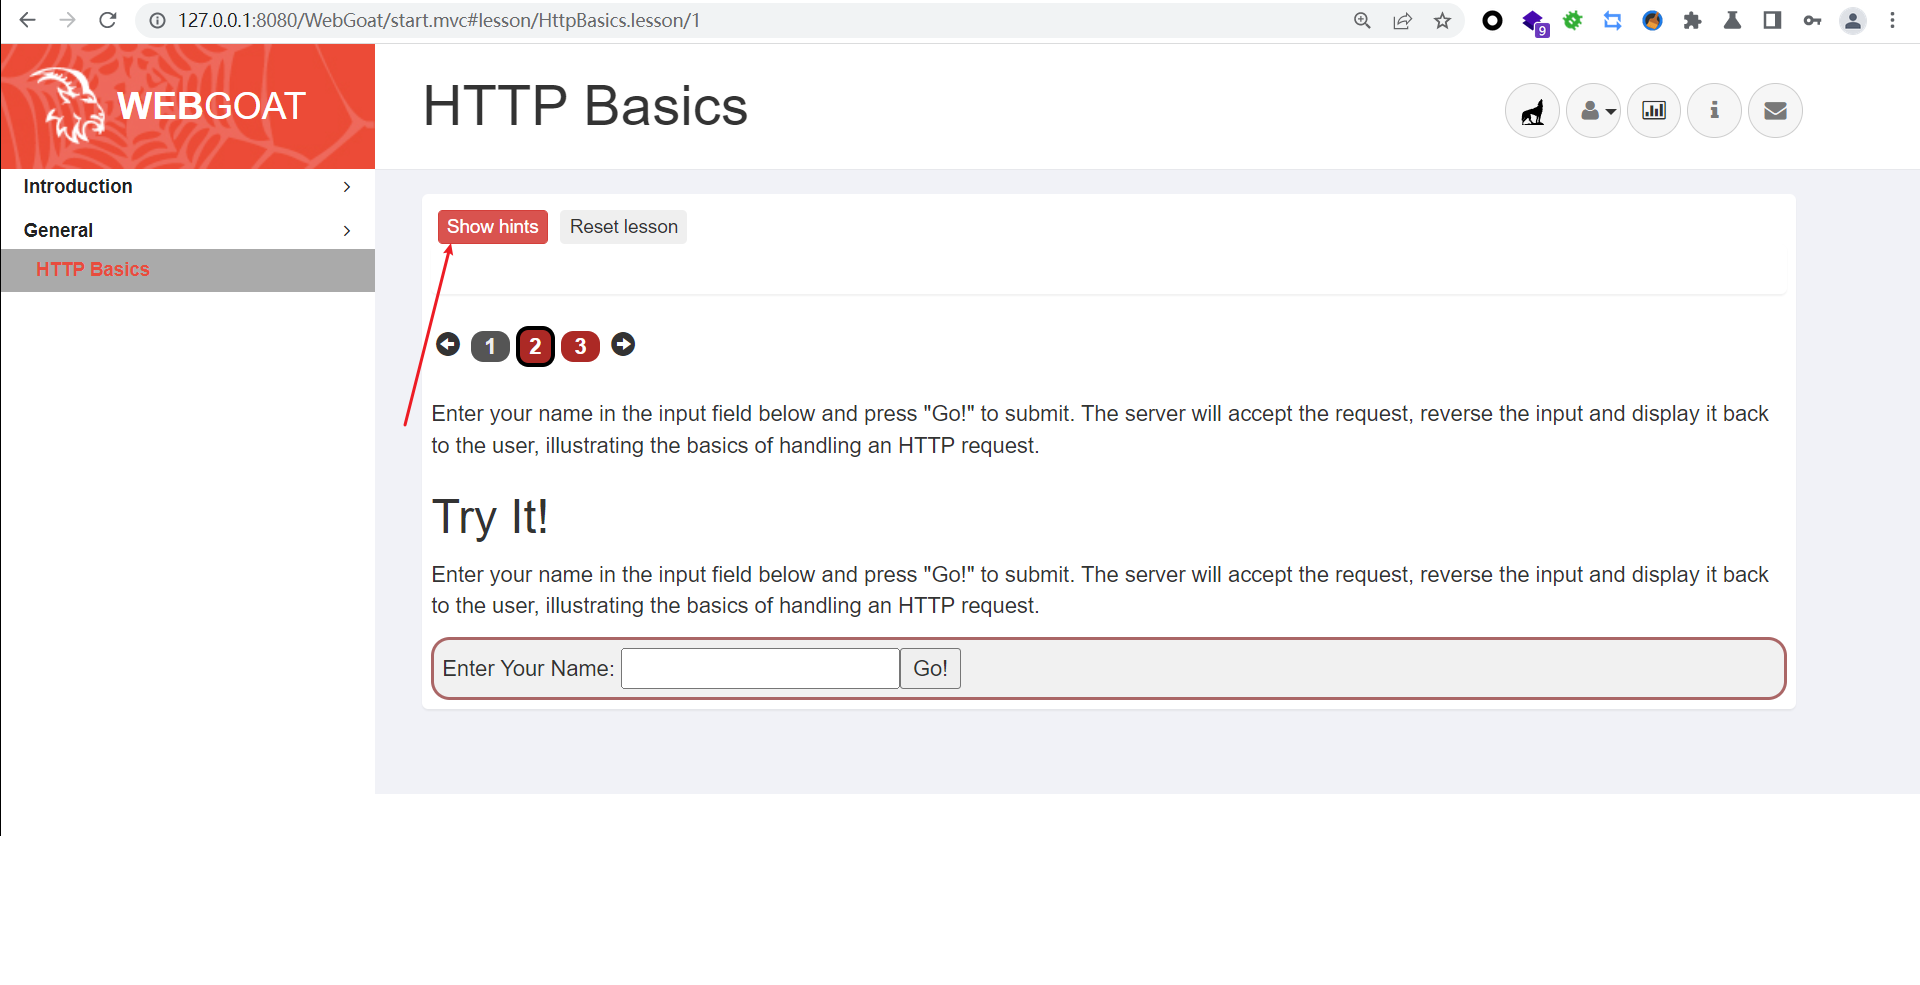 127.0.0.1:8080/WebGoat/start.mvc#lesson/HttpBasics.lesson/1
9
WEBGOAT
HTTP Basics
Introduction
General
HTTP Basics
Show hints
Reset lesson
1 2 3
Enter your name in the input field below and press "Go!" to submit. The server will accept the request, reverse the input and display it back
to the user, illustrating the basics of handling an HTTP request.
Try It!
Enter your name in the input field below and press "Go!" to submit. The server will accept the request, reverse the input and display it back
to the user, illustrating the basics of handling an HTTP request.
Enter Your Name: Go!